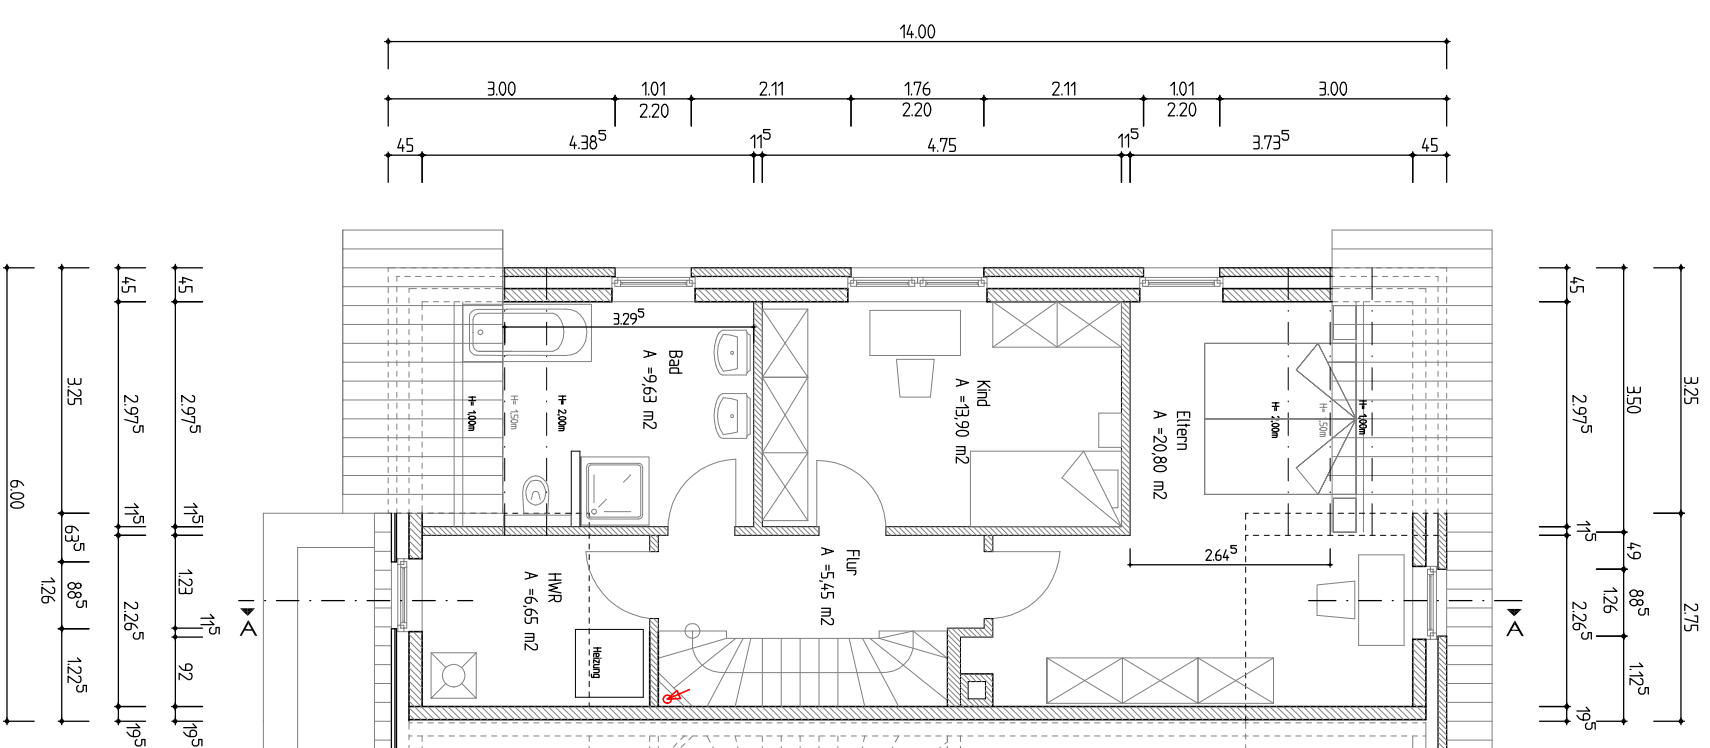 14.00
3.00 1.01 2.11 1.76 2.11 1.01 3.00
2.20 2.20 2.20
45 4.38⁵ 11⁵ 4.75 11⁵ 3.73⁵ 45
6.00
3.25
63⁵
88⁵
1.26
1.22⁵
45
2.97⁵
11⁵
2.26⁵
19⁵
45
2.97⁵
11⁵
1.23
11⁵
92
19⁵
3.29⁵
H= 1,00m
H= 1,50m
H= 2,00m
Bad
A =9,63 m2
Kind
A =13,90 m2
Eltern
A =20,80 m2
H= 2,00m
H= 1,50m
H= 1,00m
2.64⁵
HWR
A =6,65 m2
Heizung
Flur
A =5,45 m2
A
A
45
2.97⁵
11⁵
2.26⁵
19⁵
3.50
49
88⁵
1.26
1.12⁵
3.25
2.75